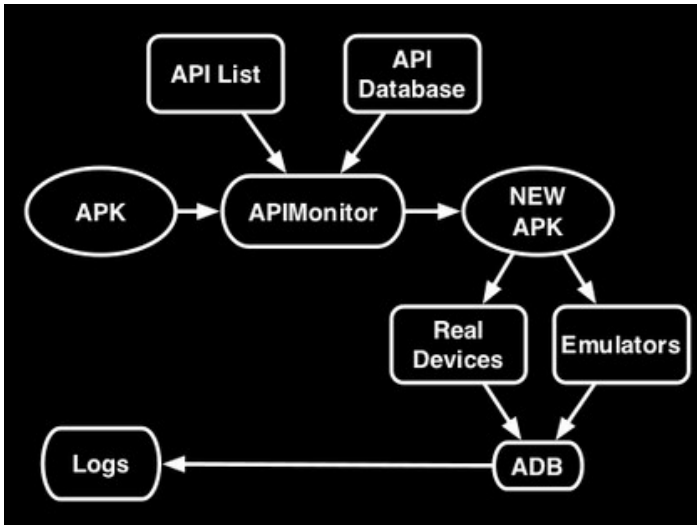 API List
API
Database
APK
APIMonitor
NEW
APK
Real
Devices
Emulators
Logs
ADB